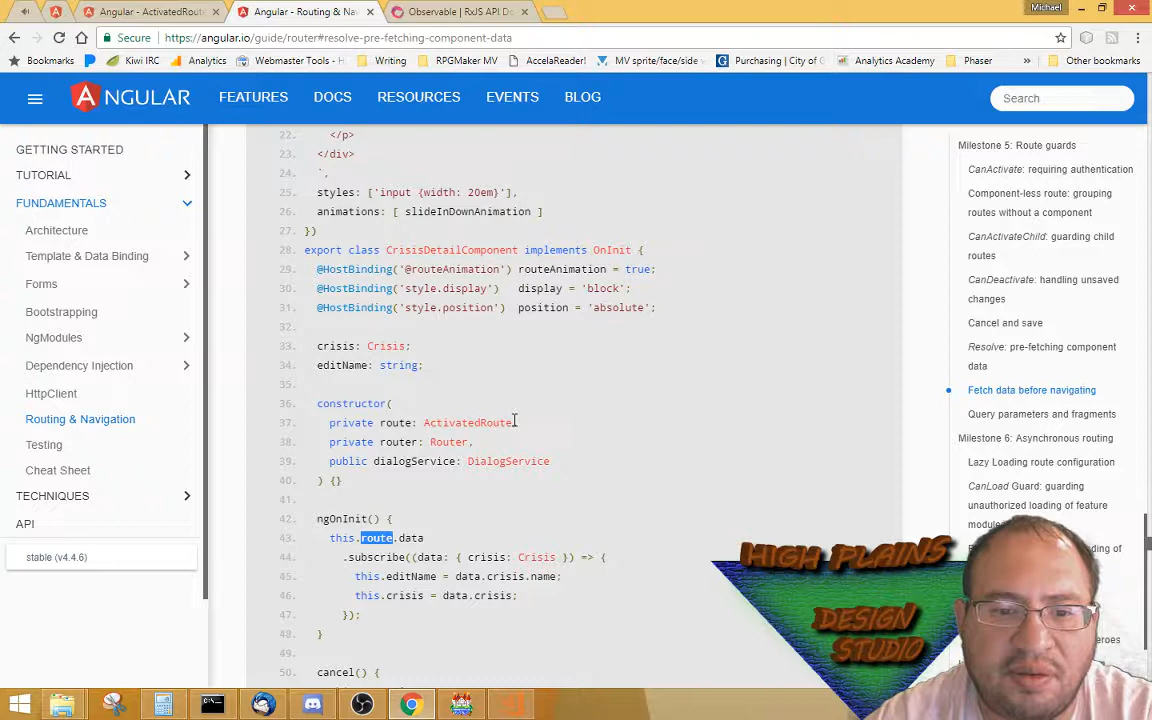 Angular - ActivatedRoute
Angular - Routing & Nav
Observable | RxJS API Do
Michael
Secure
https://angular.io/guide/router#resolve-pre-fetching-component-data
Bookmarks
Kiwi IRC
Analytics
Webmaster Tools - H
Writing
RPGMaker MV
AccelaReader!
MV sprite/face/side
Purchasing | City of
Analytics Academy
Phaser
»
Other bookmarks
ANGULAR
FEATURES
DOCS
RESOURCES
EVENTS
BLOG
Search
GETTING STARTED
TUTORIAL
FUNDAMENTALS
Architecture
Template & Data Binding
Forms
Bootstrapping
NgModules
Dependency Injection
HttpClient
Routing & Navigation
Testing
Cheat Sheet
TECHNIQUES
API
stable (v4.4.6)
22. </p>
23. </div>
24. `,
25. styles: ['input {width: 20em}'],
26. animations: [ slideInDownAnimation ]
27. })
28. export class CrisisDetailComponent implements OnInit {
29. @HostBinding('@routeAnimation') routeAnimation = true;
30. @HostBinding('style.display') display = 'block';
31. @HostBinding('style.position') position = 'absolute';
32.
33. crisis: Crisis;
34. editName: string;
35.
36. constructor(
37. private route: ActivatedRoute,
38. private router: Router,
39. public dialogService: DialogService
40. ) {}
41.
42. ngOnInit() {
43. this.route.data
44. .subscribe((data: { crisis: Crisis }) => {
45. this.editName = data.crisis.name;
46. this.crisis = data.crisis;
47. });
48. }
49.
50. cancel() {
Milestone 5: Route guards
CanActivate: requiring authentication
Component-less route: grouping
routes without a component
CanActivateChild: guarding child
routes
CanDeactivate: handling unsaved
changes
Cancel and save
Resolve: pre-fetching component
data
Fetch data before navigating
Query parameters and fragments
Milestone 6: Asynchronous routing
Lazy Loading route configuration
CanLoad Guard: guarding
unauthorized loading of feature
HIGH PLAINS
DESIGN
STUDIO